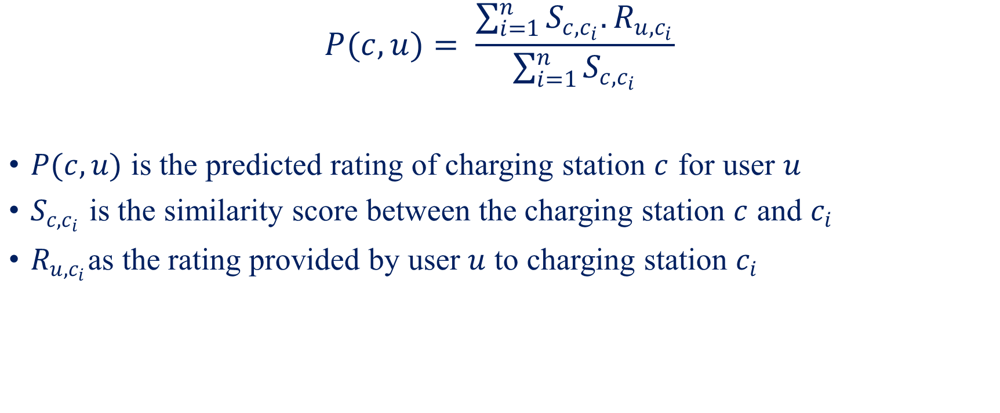 P(c, u) = \frac{\sum_{i=1}^{n} S_{c,c_i} . R_{u,c_i}}{\sum_{i=1}^{n} S_{c,c_i}}
• P(c, u) is the predicted rating of charging station c for user u
• S_{c,c_i} is the similarity score between the charging station c and c_i
• R_{u,c_i} as the rating provided by user u to charging station c_i